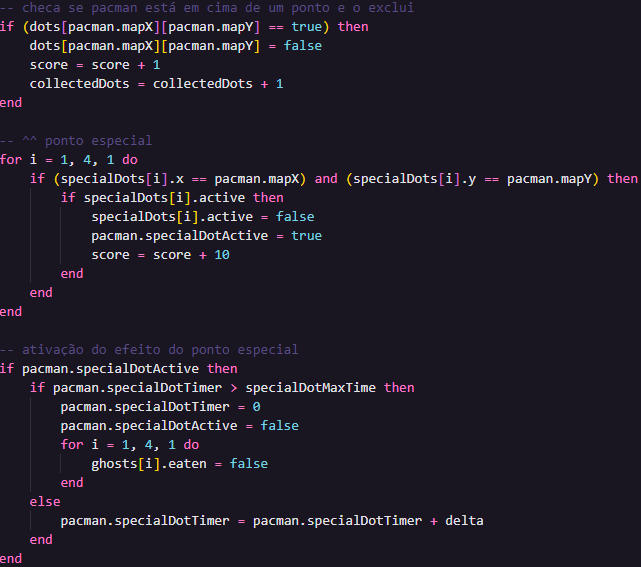 -- checa se pacman está em cima de um ponto e o exclui
if (dots[pacman.mapX][pacman.mapY] == true) then
    dots[pacman.mapX][pacman.mapY] = false
    score = score + 1
    collectedDots = collectedDots + 1
end

-- ^^ ponto especial
for i = 1, 4, 1 do
    if (specialDots[i].x == pacman.mapX) and (specialDots[i].y == pacman.mapY) then
        if specialDots[i].active then
            specialDots[i].active = false
            pacman.specialDotActive = true
            score = score + 10
        end
    end
end

-- ativação do efeito do ponto especial
if pacman.specialDotActive then
    if pacman.specialDotTimer > specialDotMaxTime then
        pacman.specialDotTimer = 0
        pacman.specialDotActive = false
        for i = 1, 4, 1 do
            ghosts[i].eaten = false
        end
    else
        pacman.specialDotTimer = pacman.specialDotTimer + delta
    end
end